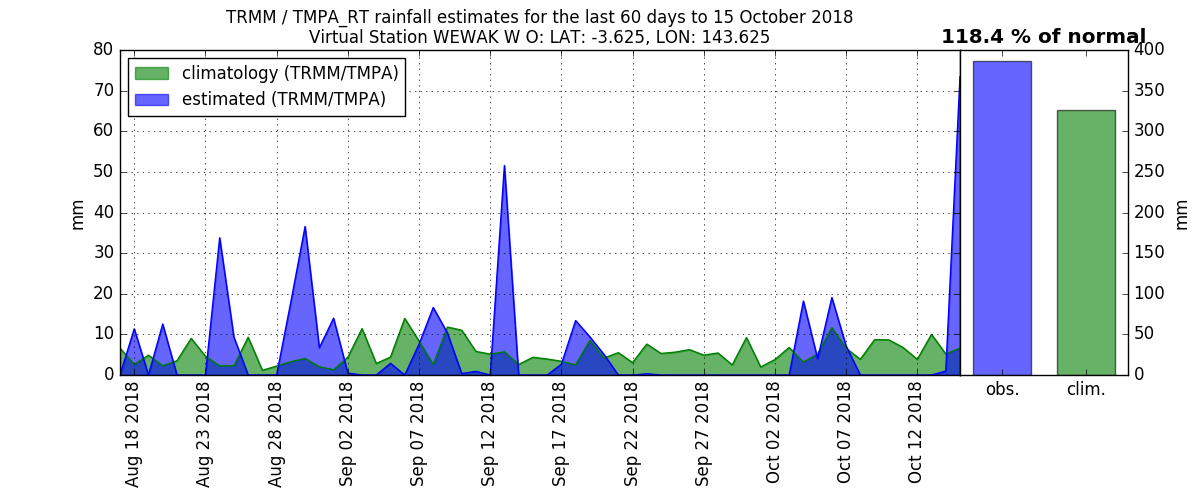 TRMM / TMPA_RT rainfall estimates for the last 60 days to 15 October 2018
Virtual Station WEWAK W O: LAT: -3.625, LON: 143.625
118.4 % of normal
climatology (TRMM/TMPA)
estimated (TRMM/TMPA)
80
70
60
50
40
30
20
10
0
mm
Aug 18 2018
Aug 23 2018
Aug 28 2018
Sep 02 2018
Sep 07 2018
Sep 12 2018
Sep 17 2018
Sep 22 2018
Sep 27 2018
Oct 02 2018
Oct 07 2018
Oct 12 2018
obs.
clim.
400
350
300
250
200
150
100
50
0
mm